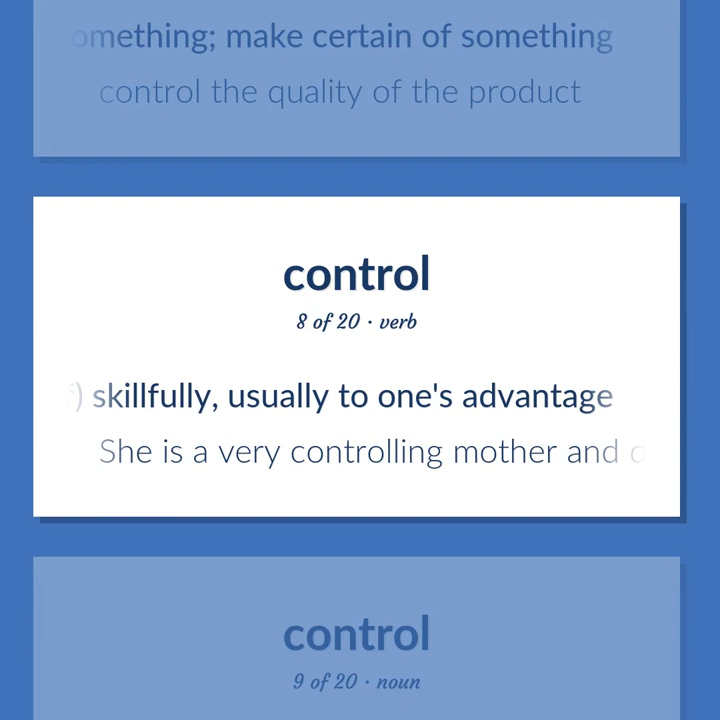 omething; make certain of something
control the quality of the product
control
8 of 20 · verb
) skillfully, usually to one's advantage
She is a very controlling mother and
control
9 of 20 · noun